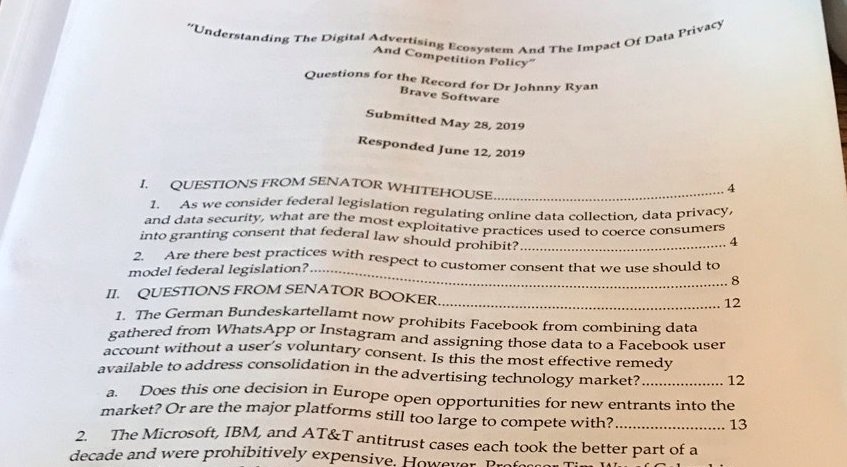 "Understanding The Digital Advertising Ecosystem And The Impact Of Data Privacy
And Competition Policy"
Questions for the Record for Dr Johnny Ryan
Brave Software
Submitted May 28, 2019
Responded June 12, 2019
I. QUESTIONS FROM SENATOR WHITEHOUSE 4
1. As we consider federal legislation regulating online data collection, data privacy,
and data security, what are the most exploitative practices used to coerce consumers
into granting consent that federal law should prohibit? 4
2. Are there best practices with respect to customer consent that we use should to
model federal legislation? 8
II. QUESTIONS FROM SENATOR BOOKER 12
1. The German Bundeskartellamt now prohibits Facebook from combining data
gathered from WhatsApp or Instagram and assigning those data to a Facebook user
account without a user's voluntary consent. Is this the most effective remedy
available to address consolidation in the advertising technology market? 12
a. Does this one decision in Europe open opportunities for new entrants into the
market? Or are the major platforms still too large to compete with? 13
2. The Microsoft, IBM, and AT&T antitrust cases each took the better part of a
decade and were prohibitively expensive. However, Professor Tim